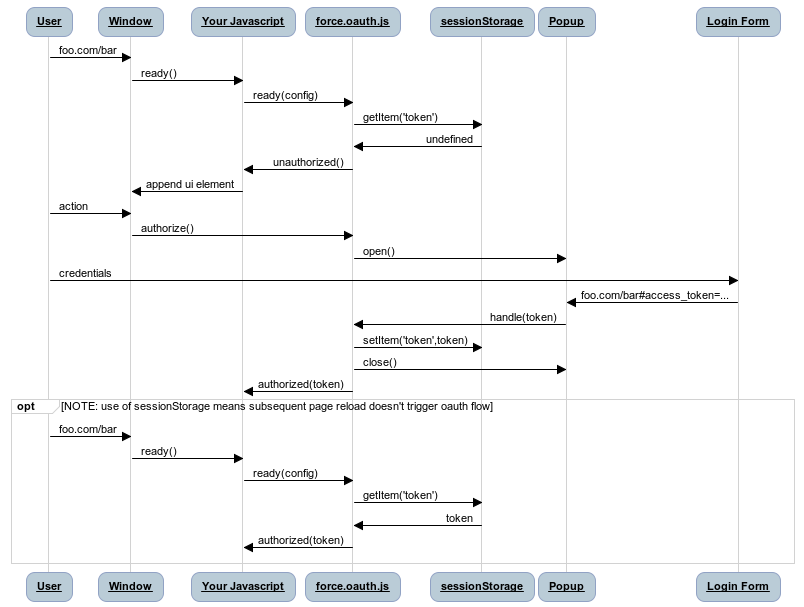 User Window Your Javascript force.oauth.js sessionStorage Popup Login Form
foo.com/bar
ready()
ready(config)
getItem('token')
undefined
unauthorized()
append ui element
action
authorize()
open()
credentials
foo.com/bar#access_token=...
handle(token)
setItem('token',token)
close()
authorized(token)
opt [NOTE: use of sessionStorage means subsequent page reload doesn't trigger oauth flow]
foo.com/bar
ready()
ready(config)
getItem('token')
token
authorized(token)
User Window Your Javascript force.oauth.js sessionStorage Popup Login Form